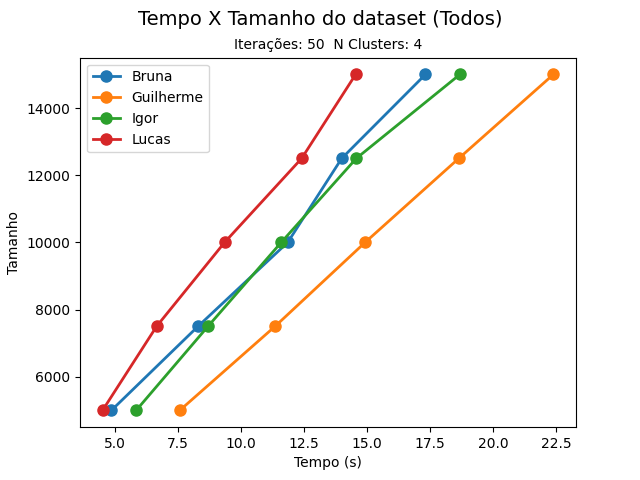 Tempo X Tamanho do dataset (Todos)
Iterações: 50  N Clusters: 4
Bruna
Guilherme
Igor
Lucas
14000
12000
10000
8000
6000
Tamanho
5.0 7.5 10.0 12.5 15.0 17.5 20.0 22.5
Tempo (s)